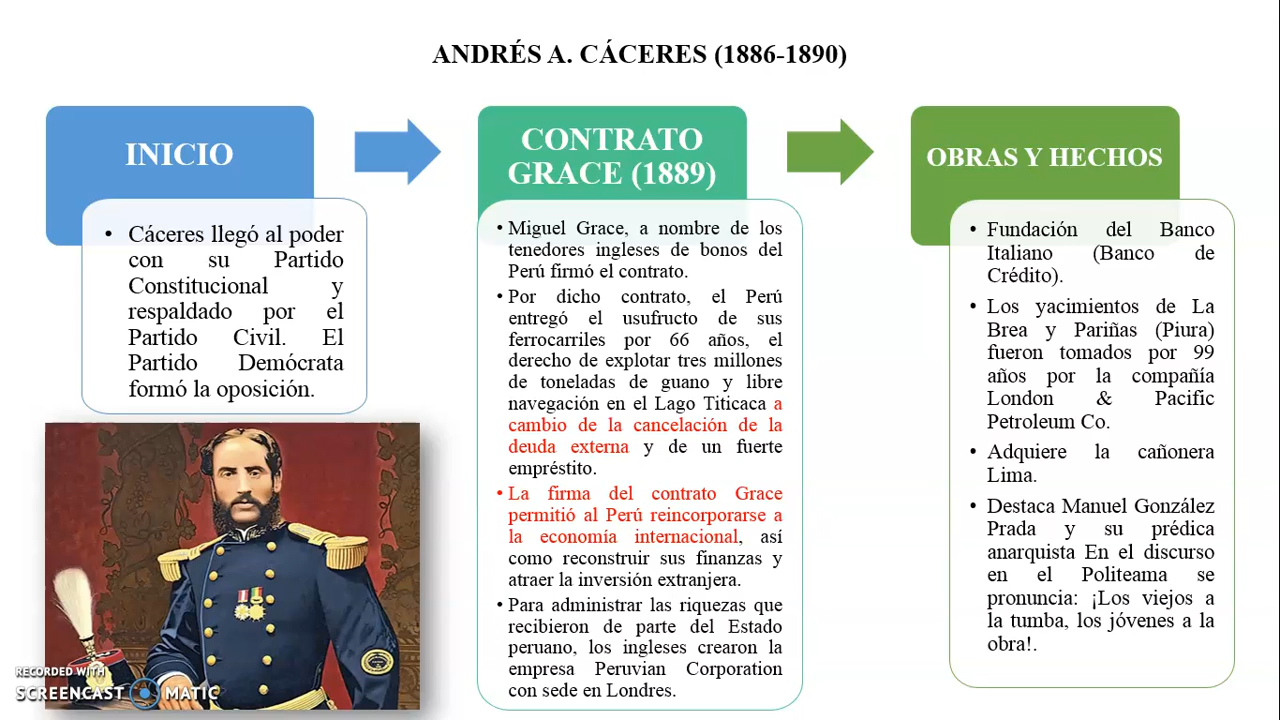 ANDRÉS A. CÁCERES (1886-1890)
INICIO
• Cáceres llegó al poder
con su Partido
Constitucional y
respaldado por el
Partido Civil. El
Partido Demócrata
formó la oposición.
CONTRATO
GRACE (1889)
• Miguel Grace, a nombre de los
tenedores ingleses de bonos del
Perú firmó el contrato.
• Por dicho contrato, el Perú
entregó el usufructo de sus
ferrocarriles por 66 años, el
derecho de explotar tres millones
de toneladas de guano y libre
navegación en el Lago Titicaca a
cambio de la cancelación de la
deuda externa y de un fuerte
empréstito.
• La firma del contrato Grace
permitió al Perú reincorporarse a
la economía internacional, así
como reconstruir sus finanzas y
atraer la inversión extranjera.
• Para administrar las riquezas que
recibieron de parte del Estado
peruano, los ingleses crearon la
empresa Peruvian Corporation
con sede en Londres.
OBRAS Y HECHOS
• Fundación del Banco
Italiano (Banco de
Crédito).
• Los yacimientos de La
Brea y Pariñas (Piura)
fueron tomados por 99
años por la compañía
London & Pacific
Petroleum Co.
• Adquiere la cañonera
Lima.
• Destaca Manuel González
Prada y su prédica
anarquista En el discurso
en el Politeama se
pronuncia: ¡Los viejos a
la tumba, los jóvenes a la
obra!.
RECORDED WITH
SCREENCAST MATIC